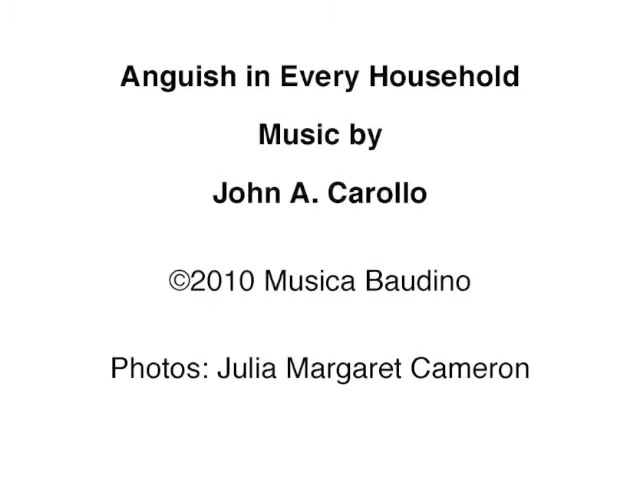 Anguish in Every Household
Music by
John A. Carollo
©2010 Musica Baudino
Photos: Julia Margaret Cameron